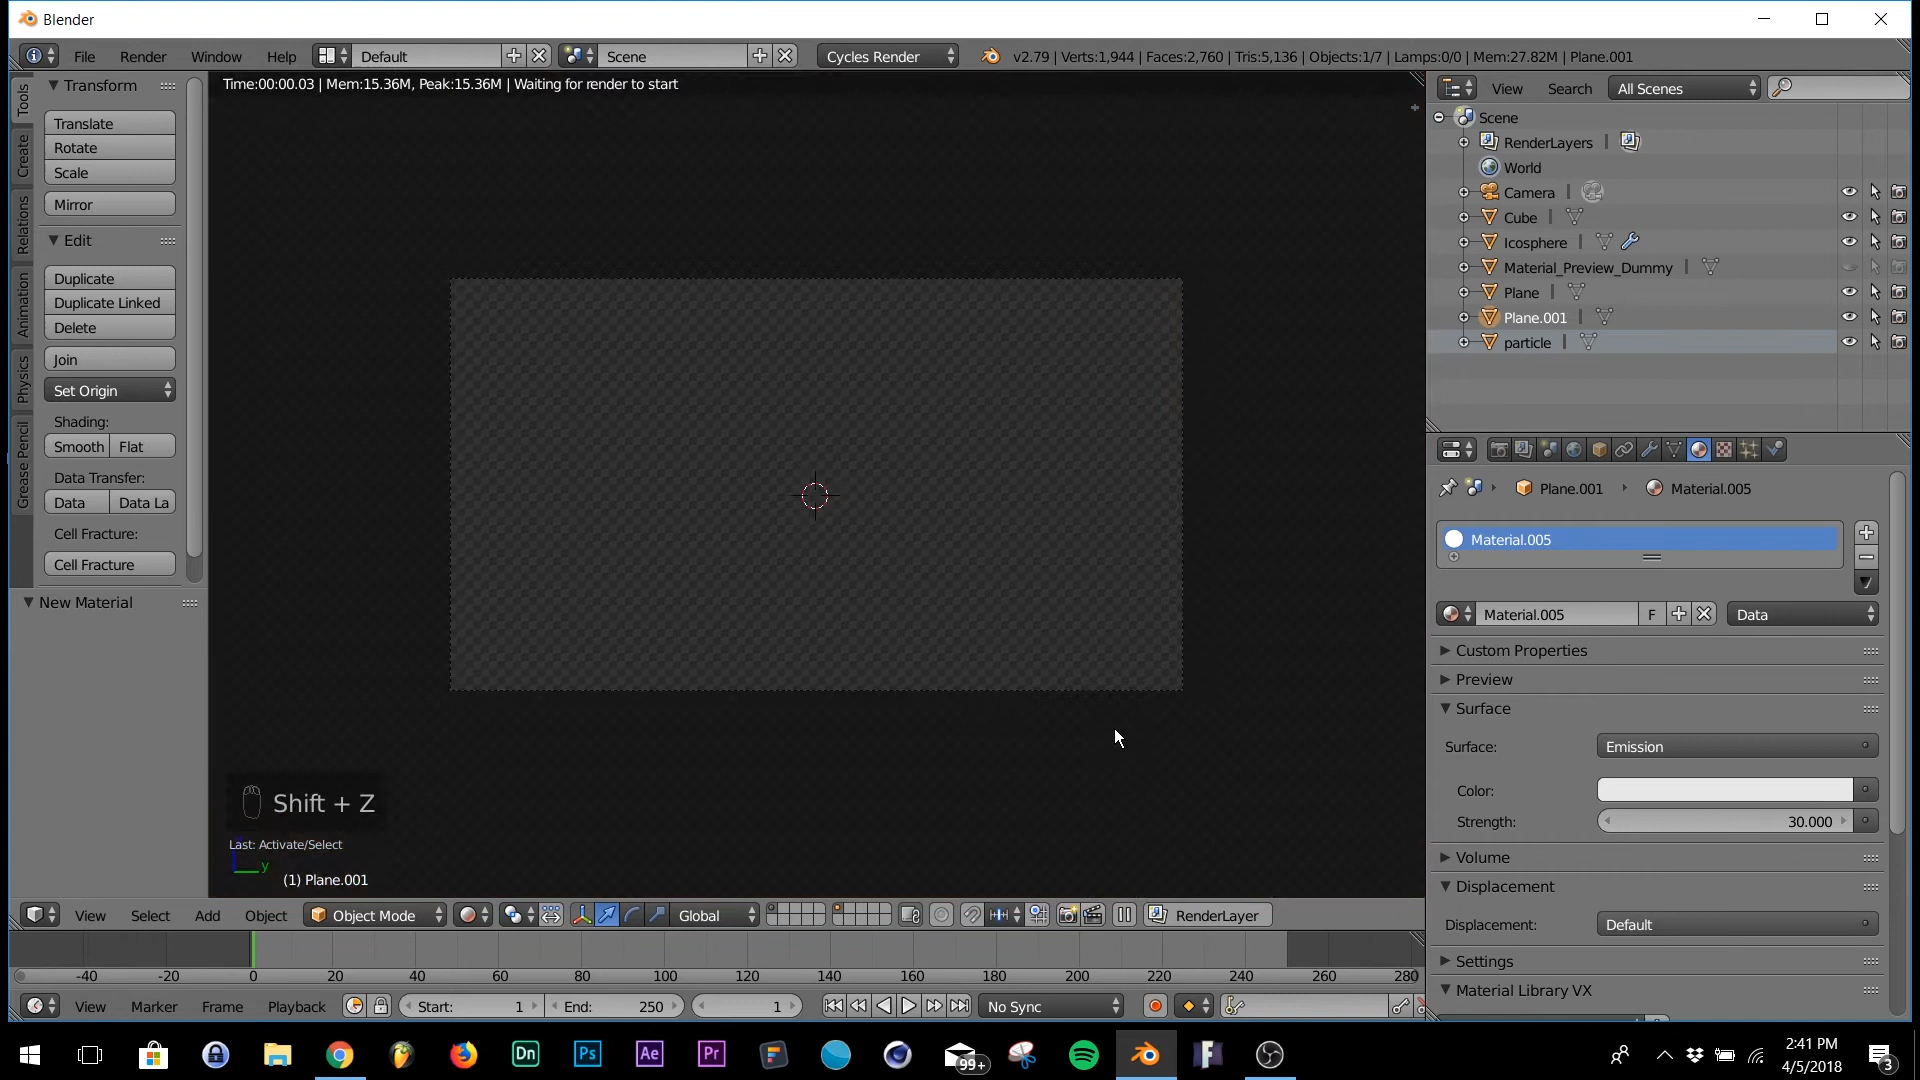 Blender
File Render Window Help Default Scene Cycles Render v2.79 | Verts:1,944 | Faces:2,760 | Tris:5,136 | Objects:1/7 | Lamps:0/0 | Mem:27.82M | Plane.001
Time:00:00.03 | Mem:15.36M, Peak:15.36M | Waiting for render to start
Tools
Create
Relations
Animation
Physics
Grease Pencil
Transform
Translate
Rotate
Scale
Mirror
Edit
Duplicate
Duplicate Linked
Delete
Join
Set Origin
Shading:
Smooth Flat
Data Transfer:
Data Data La
Cell Fracture:
Cell Fracture
New Material
Shift + Z
Last: Activate/Select
y
(1) Plane.001
View Search All Scenes
Scene
RenderLayers
World
Camera
Cube
Icosphere
Material_Preview_Dummy
Plane
Plane.001
particle
Plane.001 Material.005
Material.005
Material.005 F Data
Custom Properties
Preview
Surface
Surface: Emission
Color:
Strength: 30.000
Volume
Displacement
Displacement: Default
Settings
Material Library VX
View Select Add Object Object Mode Global RenderLayer
-40 -20 0 20 40 60 80 100 120 140 160 180 200 220 240 260 280
View Marker Frame Playback Start: 1 End: 250 1 No Sync
Dn Ps Ae Pr 99+
2:41 PM
4/5/2018
3